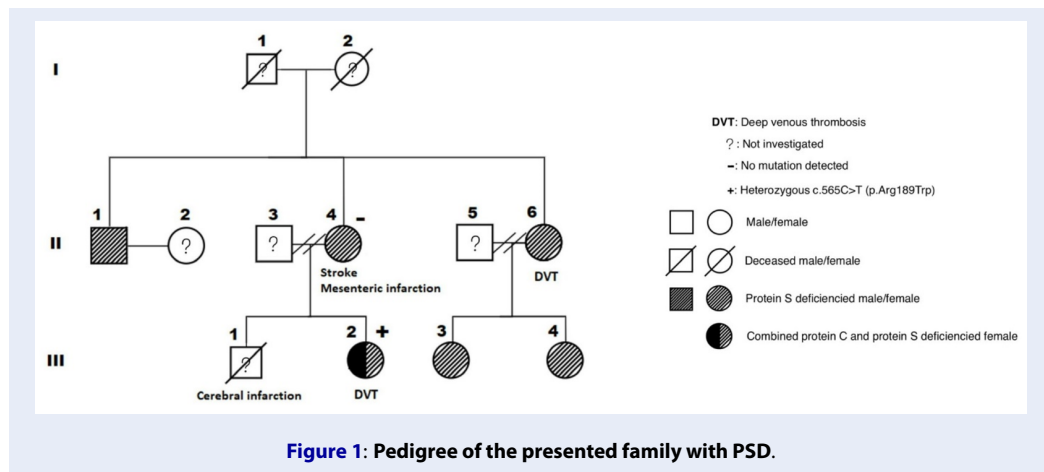 1 2
I
?
?
DVT: Deep venous thrombosis
? : Not investigated
–: No mutation detected
+: Heterozygous c.565C>T (p.Arg189Trp)
Male/female
Deceased male/female
Protein S deficiencied male/female
Combined protein C and protein S deficiencied female
1 2 3 4 – 5 6
II
?
?
?
Stroke
Mesenteric infarction
DVT
1 2 + 3 4
III
?
Cerebral infarction
DVT
Figure 1: Pedigree of the presented family with PSD.